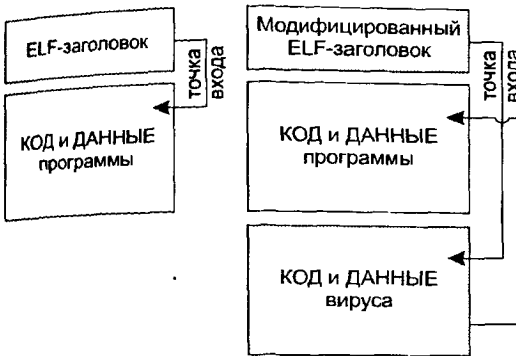 ELF-заголовок
точка
входа
КОД и ДАННЫЕ
программы
Модифицированный
ELF-заголовок
точка
входа
КОД и ДАННЫЕ
программы
КОД и ДАННЫЕ
вируса